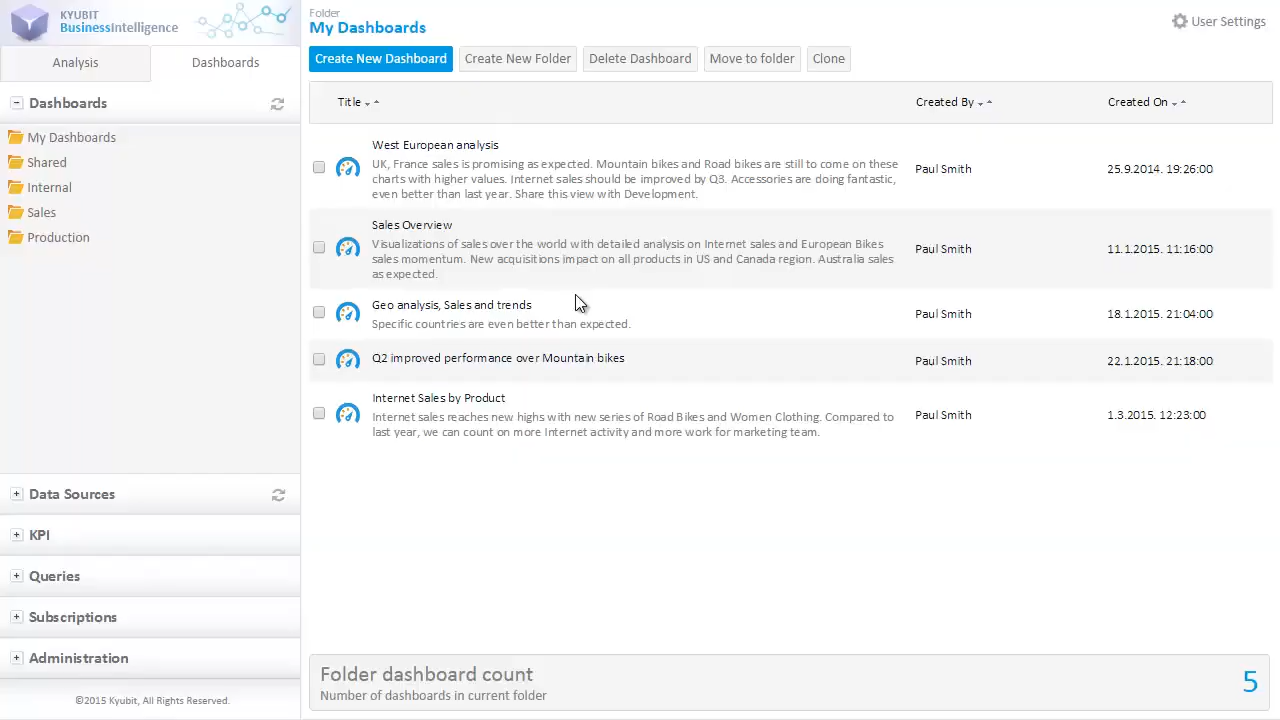 KYUBIT
BusinessIntelligence
Analysis
Dashboards
Dashboards
My Dashboards
Shared
Internal
Sales
Production
Data Sources
KPI
Queries
Subscriptions
Administration
©2015 Kyubit, All Rights Reserved.
Folder
My Dashboards
User Settings
Create New Dashboard
Create New Folder
Delete Dashboard
Move to folder
Clone
Title
Created By
Created On
West European analysis
UK, France sales is promising as expected. Mountain bikes and Road bikes are still to come on these
charts with higher values. Internet sales should be improved by Q3. Accessories are doing fantastic,
even better than last year. Share this view with Development.
Paul Smith
25.9.2014. 19:26:00
Sales Overview
Visualizations of sales over the world with detailed analysis on Internet sales and European Bikes
sales momentum. New acquisitions impact on all products in US and Canada region. Australia sales
as expected.
Paul Smith
11.1.2015. 11:16:00
Geo analysis, Sales and trends
Specific countries are even better than expected.
Paul Smith
18.1.2015. 21:04:00
Q2 improved performance over Mountain bikes
Paul Smith
22.1.2015. 21:18:00
Internet Sales by Product
Internet sales reaches new highs with new series of Road Bikes and Women Clothing. Compared to
last year, we can count on more Internet activity and more work for marketing team.
Paul Smith
1.3.2015. 12:23:00
Folder dashboard count
Number of dashboards in current folder
5